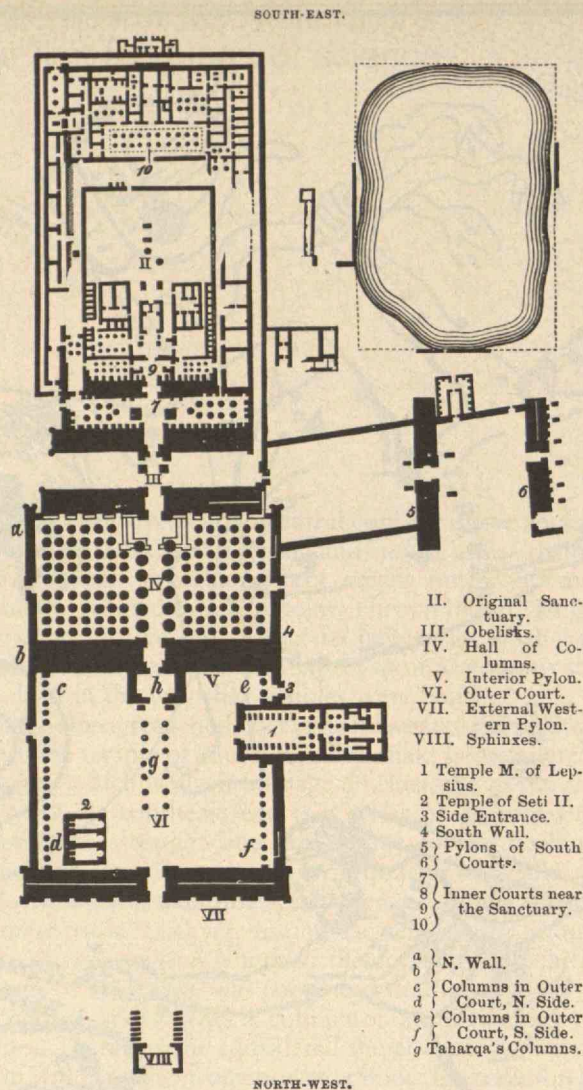 SOUTH-EAST.
10
II
9
7
III
5
6
a
IV
4
b
c
h
V
e
3
1
g
2
VI
d
f
VII
VIII
II. Original Sanc-
tuary.
III. Obelisks.
IV. Hall of Co-
lumns.
V. Interior Pylon.
VI. Outer Court.
VII. External West-
ern Pylon.
VIII. Sphinxes.
1 Temple M. of Lep-
sius.
2 Temple of Seti II.
3 Side Entrance.
4 South Wall.
5 } Pylons of South
6 } Courts.
7
8 } Inner Courts near
9 } the Sanctuary.
10
a } N. Wall.
b
c } Columns in Outer
d } Court, N. Side.
e } Columns in Outer
f } Court, S. Side.
g Taharqa's Columns.
NORTH-WEST.